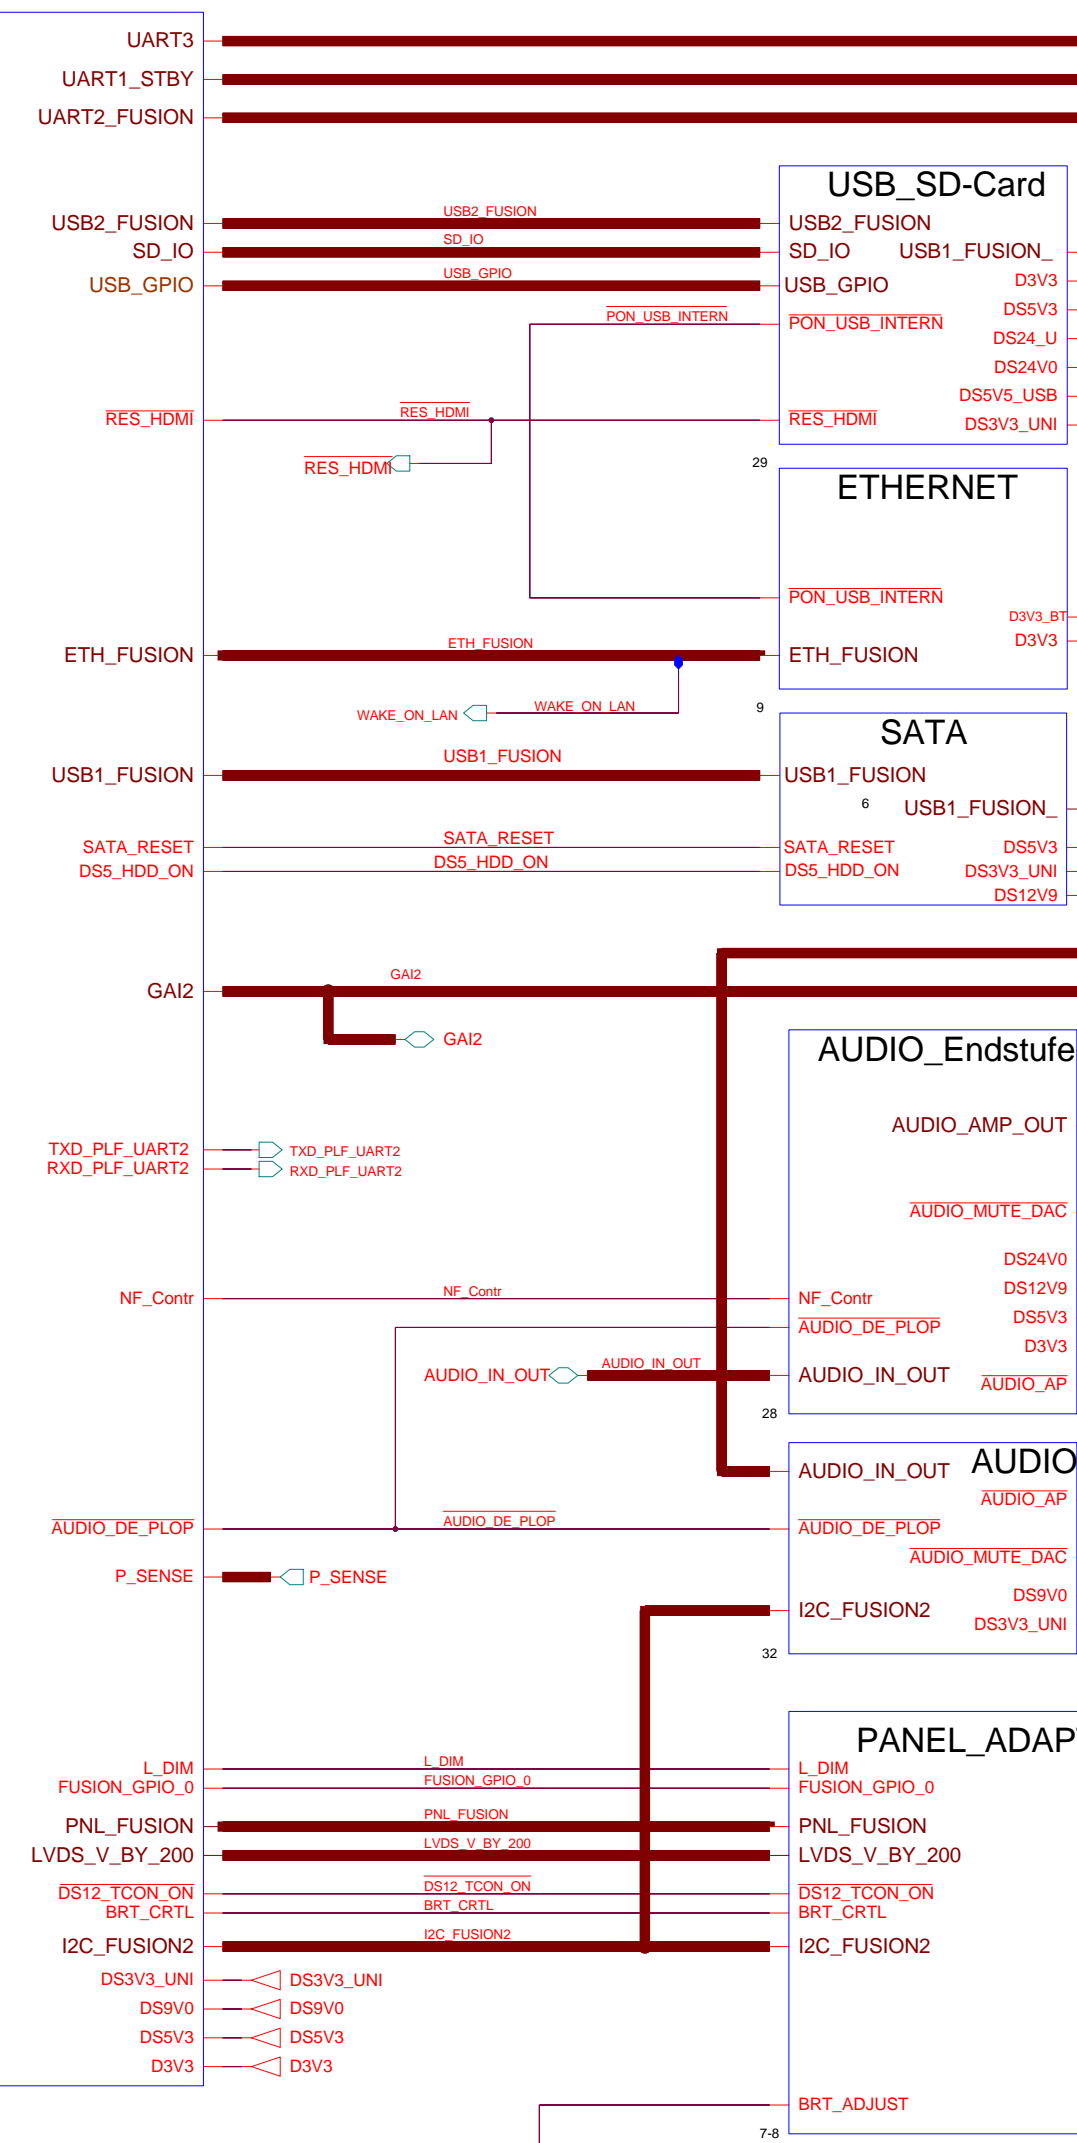 UART3
UART1_STBY
UART2_FUSION
USB_SD-Card
USB2_FUSION USB2_FUSION USB2_FUSION
SD_IO SD_IO SD_IO USB1_FUSION_
USB_GPIO USB_GPIO USB_GPIO D3V3
DS5V3
PON_USB_INTERN PON_USB_INTERN
DS24_U
DS24V0
DS5V5_USB
RES_HDMI RES_HDMI RES_HDMI DS3V3_UNI
RES_HDMI
29
ETHERNET
PON_USB_INTERN
D3V3_BT
D3V3
ETH_FUSION ETH_FUSION ETH_FUSION
WAKE_ON_LAN WAKE_ON_LAN
9
SATA
USB1_FUSION USB1_FUSION USB1_FUSION
6 USB1_FUSION_
SATA_RESET SATA_RESET SATA_RESET DS5V3
DS5_HDD_ON DS5_HDD_ON DS5_HDD_ON DS3V3_UNI
DS12V9
GAI2 GAI2
GAI2
AUDIO_Endstufe
AUDIO_AMP_OUT
TXD_PLF_UART2 TXD_PLF_UART2
RXD_PLF_UART2 RXD_PLF_UART2
AUDIO_MUTE_DAC
DS24V0
DS12V9
NF_Contr NF_Contr NF_Contr
DS5V3
AUDIO_DE_PLOP
D3V3
AUDIO_IN_OUT AUDIO_IN_OUT AUDIO_IN_OUT
AUDIO_AP
28
AUDIO_IN_OUT AUDIO
AUDIO_AP
AUDIO_DE_PLOP AUDIO_DE_PLOP AUDIO_DE_PLOP
AUDIO_MUTE_DAC
P_SENSE P_SENSE
DS9V0
I2C_FUSION2
DS3V3_UNI
32
PANEL_ADAP
L_DIM L_DIM L_DIM
FUSION_GPIO_0 FUSION_GPIO_0 FUSION_GPIO_0
PNL_FUSION PNL_FUSION PNL_FUSION
LVDS_V_BY_200 LVDS_V_BY_200 LVDS_V_BY_200
DS12_TCON_ON DS12_TCON_ON DS12_TCON_ON
BRT_CRTL BRT_CRTL BRT_CRTL
I2C_FUSION2 I2C_FUSION2 I2C_FUSION2
DS3V3_UNI DS3V3_UNI
DS9V0 DS9V0
DS5V3 DS5V3
D3V3 D3V3
BRT_ADJUST
7-8